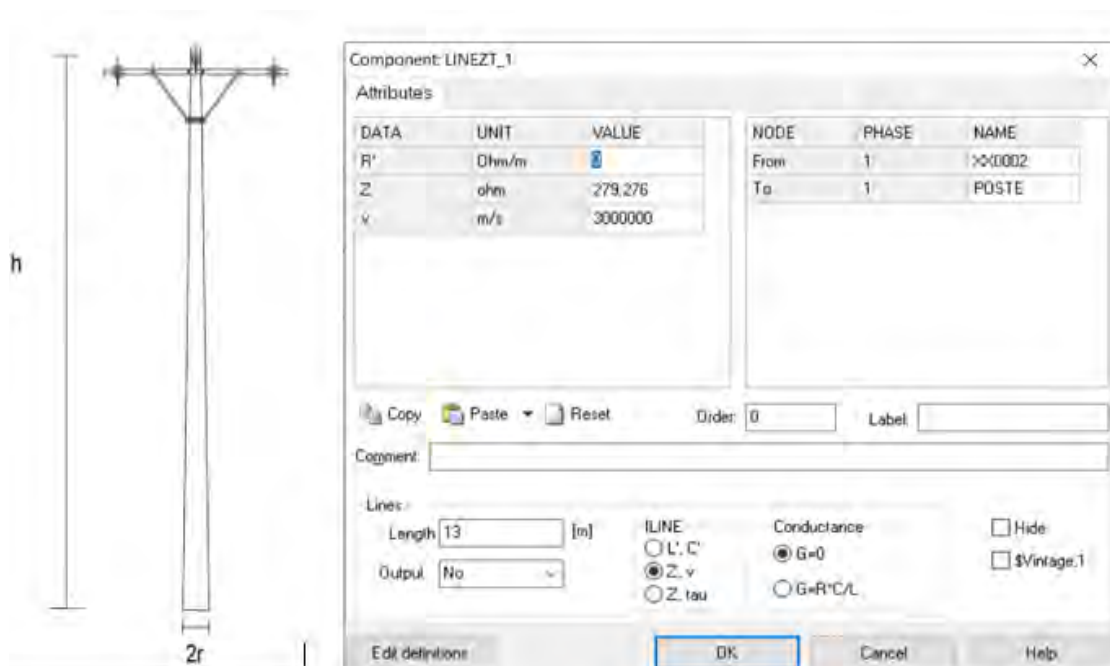 h
2r
Component: LINEZT_1
Attributes
DATA UNIT VALUE
R' Ohm/m 0
Z ohm 279,276
v m/s 3000000
NODE PHASE NAME
From 1 XX0002
To 1 POSTE
Copy Paste Reset Order: 0 Label:
Comment:
Lines
Length 13 [m]
Output No
ILINE
L', C'
Z, v
Z, tau
Conductance
G=0
G=R*C/L
Hide
$Vintage,1
Edit definitions OK Cancel Help